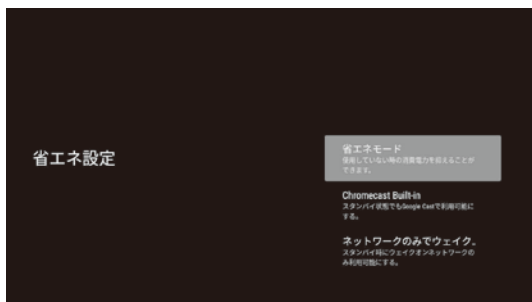 省エネ設定
省エネモード
使用していない時の消費電力を抑えることが
できます。
Chromecast Built-in
スタンバイ状態でもGoogle Castで利用可能に
する。
ネットワークのみでウェイク.
スタンバイ時にウェイクオンネットワークの
み利用可能にする。